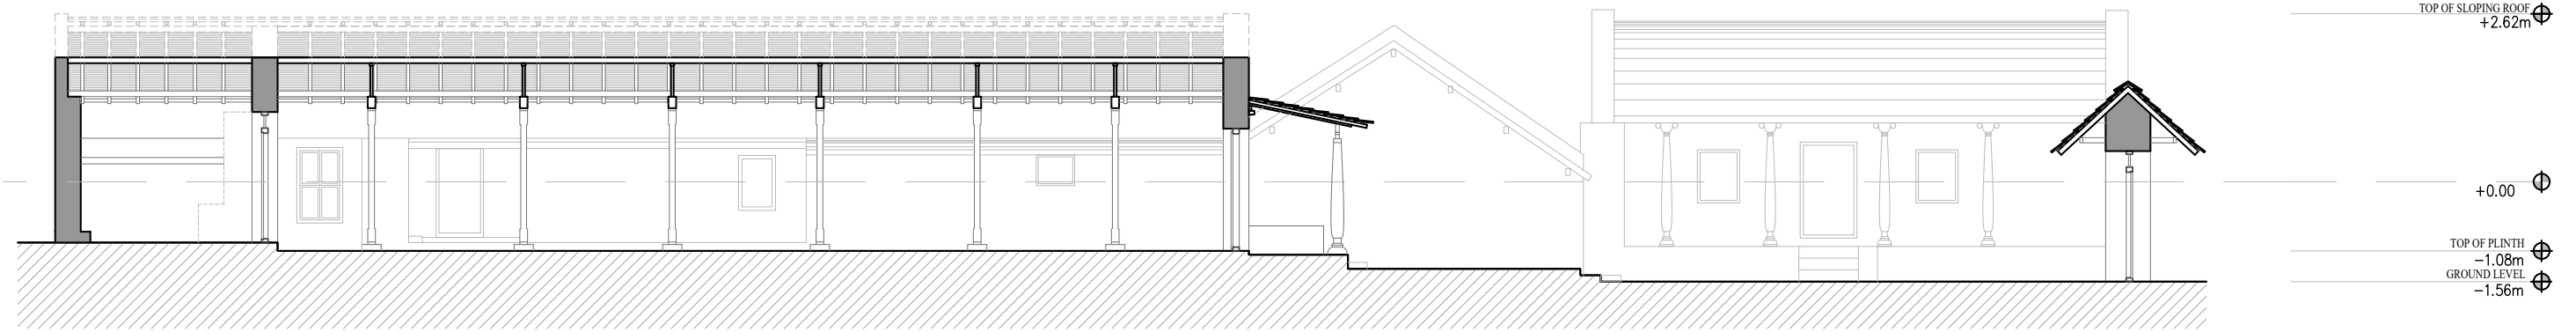 TOP OF SLOPING ROOF
+2.62m
+0.00
TOP OF PLINTH
-1.08m
GROUND LEVEL
-1.56m